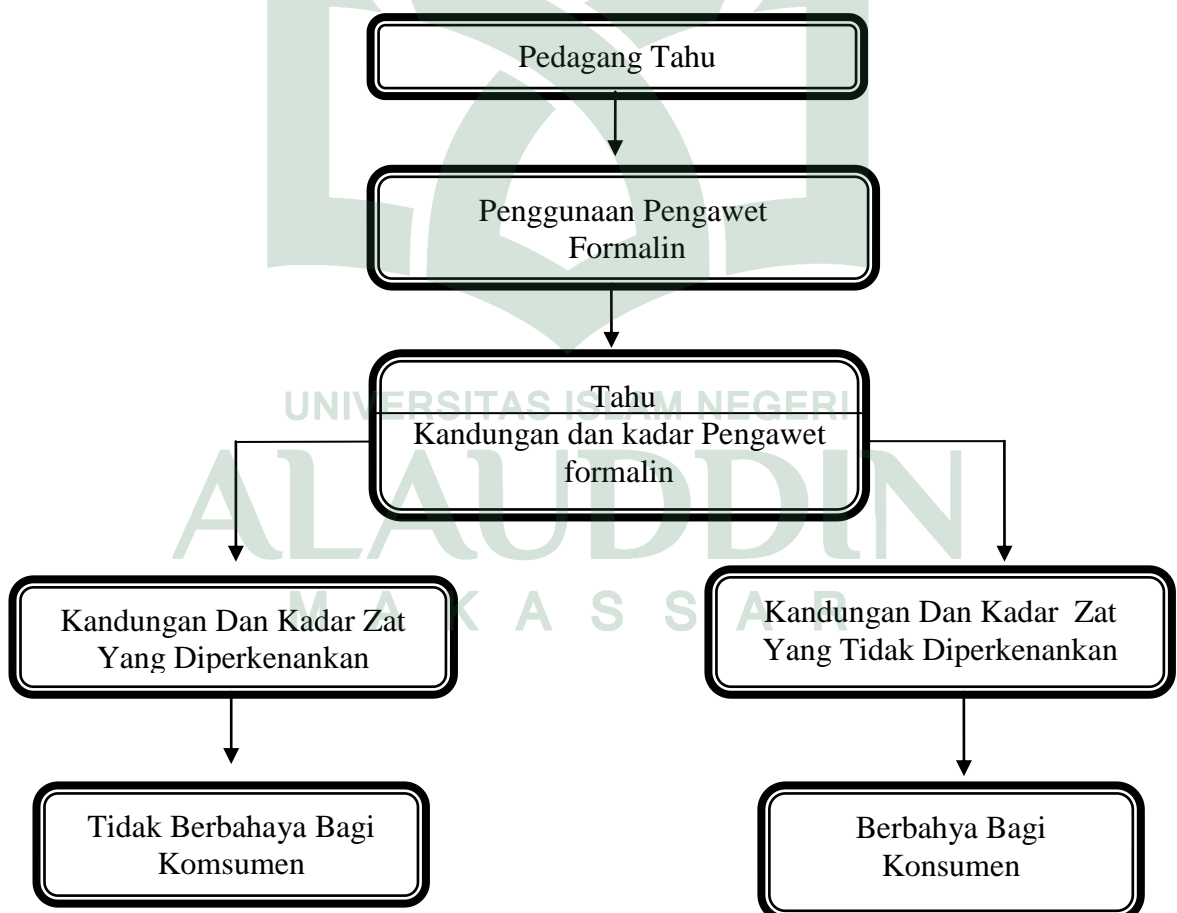 Pedagang Tahu
Penggunaan Pengawet
Formalin
Tahu
UNIVERSITAS ISLAM NEGERI
Kandungan dan kadar Pengawet
formalin
ALAUDDIN
Kandungan Dan Kadar Zat
Yang Diperkenankan
Kandungan Dan Kadar Zat
Yang Tidak Diperkenankan
MAKASSAR
Tidak Berbahaya Bagi
Komsumen
Berbahya Bagi
Konsumen